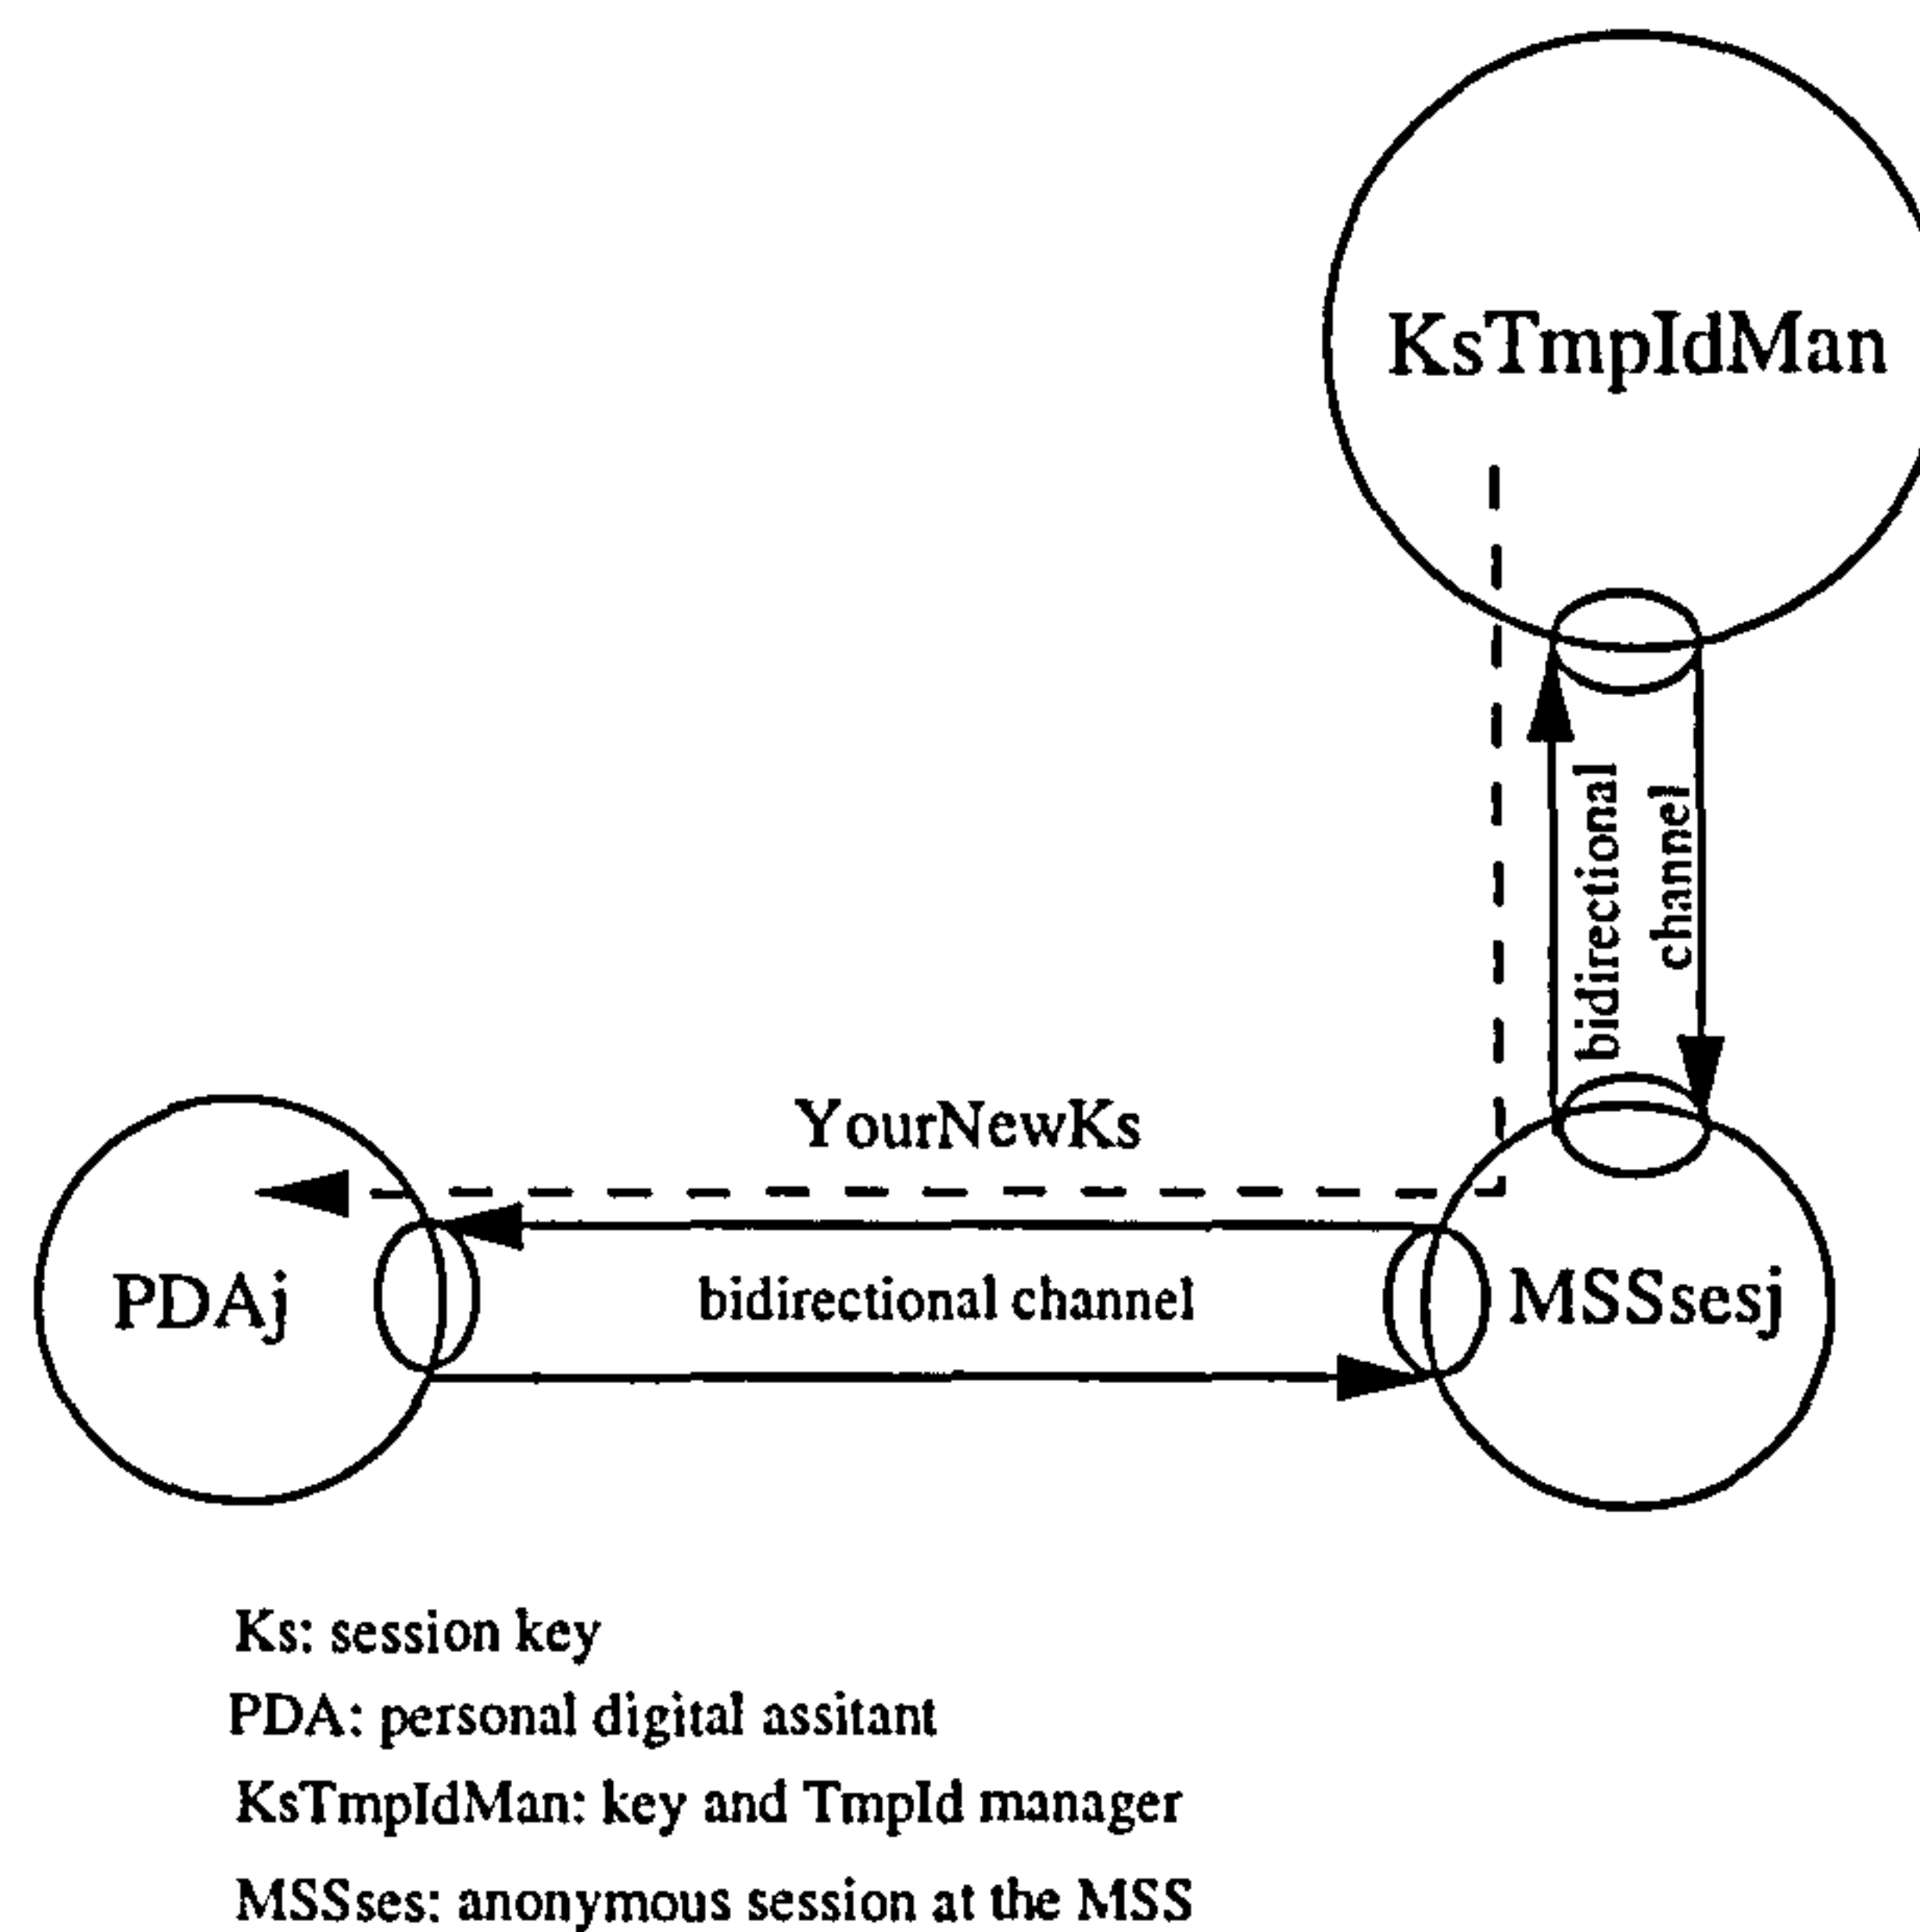 KsTmpIdMan
bidirectional
channel
YourNewKs
PDAj
bidirectional channel
MSSsesj
Ks: session key
PDA: personal digital assitant
KsTmpIdMan: key and TmpId manager
MSSses: anonymous session at the MSS